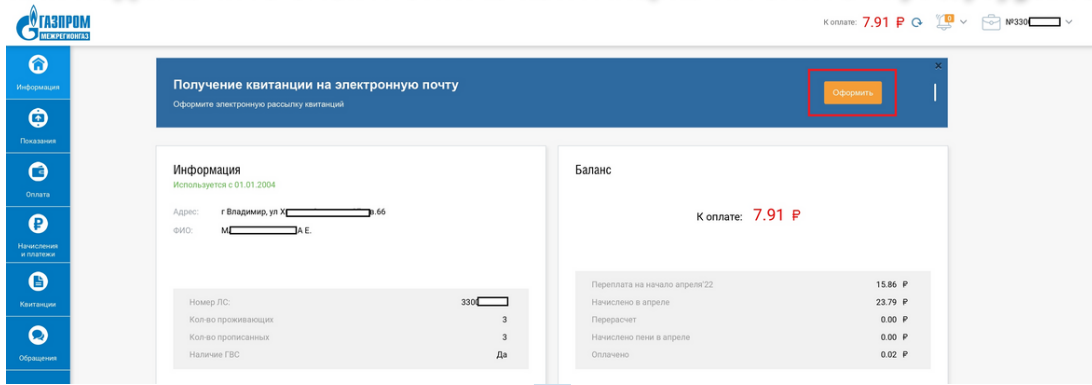 ГАЗПРОМ
МЕЖРЕГИОНГАЗ
К оплате: 7.91 ₽
0
№330
Информация
Показания
Оплата
Начисления
и платежи
Квитанции
Обращения
Получение квитанции на электронную почту
Оформите электронную рассылку квитанций
Оформить
Информация
Используется с 01.01.2004
Адрес: г Владимир, ул Х в.66
ФИО: М А Е.
Номер ЛС: 330
Кол-во проживающих 3
Кол-во прописанных 3
Наличие ГВС Да
Баланс
К оплате: 7.91 ₽
Переплата на начало апреля'22 15.86 ₽
Начислено в апреле 23.79 ₽
Перерасчет 0.00 ₽
Начислено пени в апреле 0.00 ₽
Оплачено 0.02 ₽